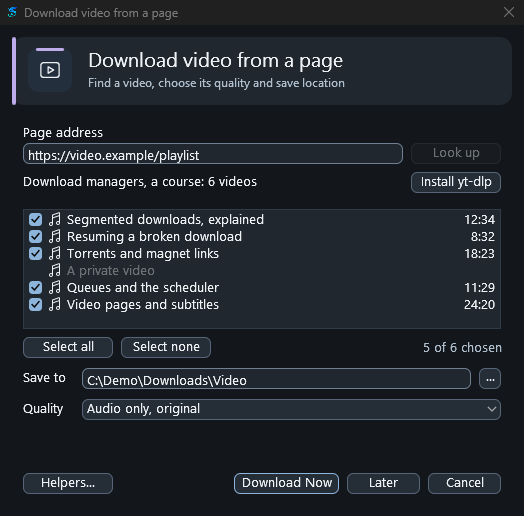 Download video from a page
Download video from a page
Find a video, choose its quality and save location
Page address
https://video.example/playlist
Look up
Download managers, a course: 6 videos
Install yt-dlp
Segmented downloads, explained 12:34
Resuming a broken download 8:32
Torrents and magnet links 18:23
A private video
Queues and the scheduler 11:29
Video pages and subtitles 24:20
Select all
Select none
5 of 6 chosen
Save to
C:\Demo\Downloads\Video
...
Quality
Audio only, original
Helpers...
Download Now
Later
Cancel